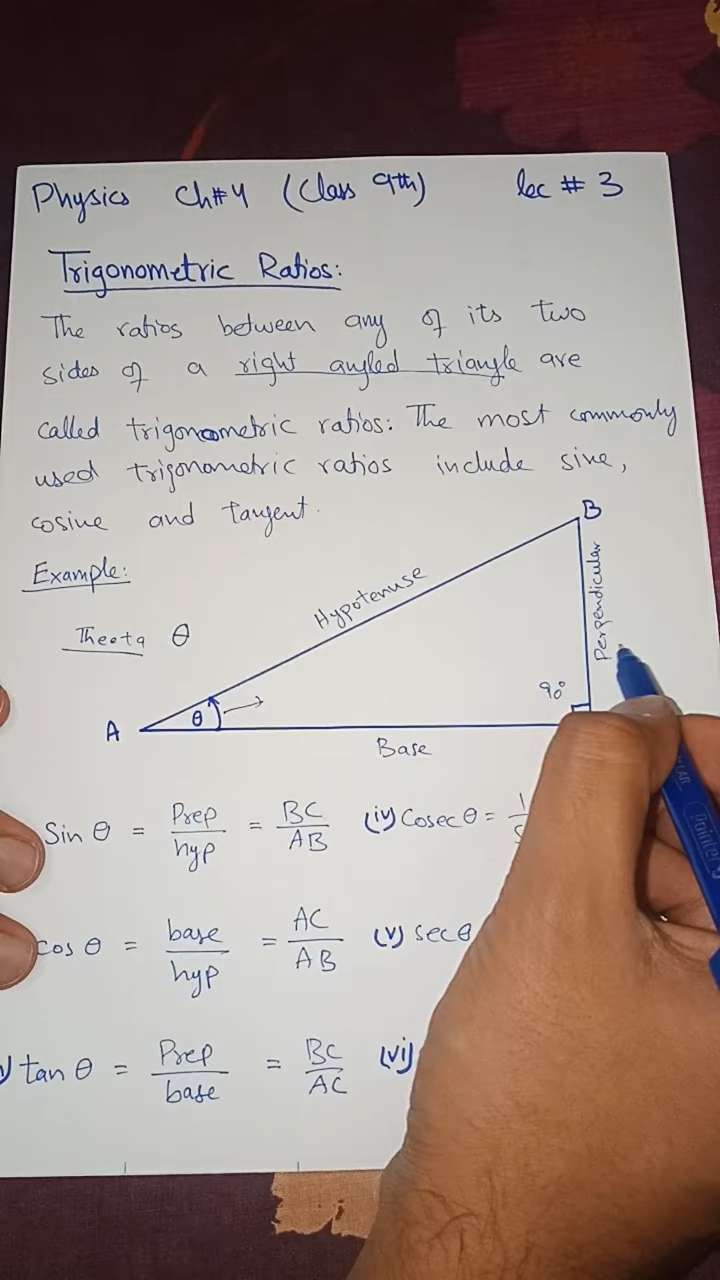 Physics Ch#4 (Class 9th) lec # 3
Trigonometric Ratios:
The ratios between any of its two
sides of a right angled triangle are
called trigonometric ratios: The most commonly
used trigonometric ratios include sine,
cosine and tangent.
Example:
B
Hypotenuse
Perpendicular
Theeta θ
90°
A
θ
Base
Sin θ = Prep/hyp = BC/AB (iv) Cosec θ = 1/
cos θ = base/hyp = AC/AB (v) sec θ
tan θ = Prep/base = BC/AC (vi)
Pointer